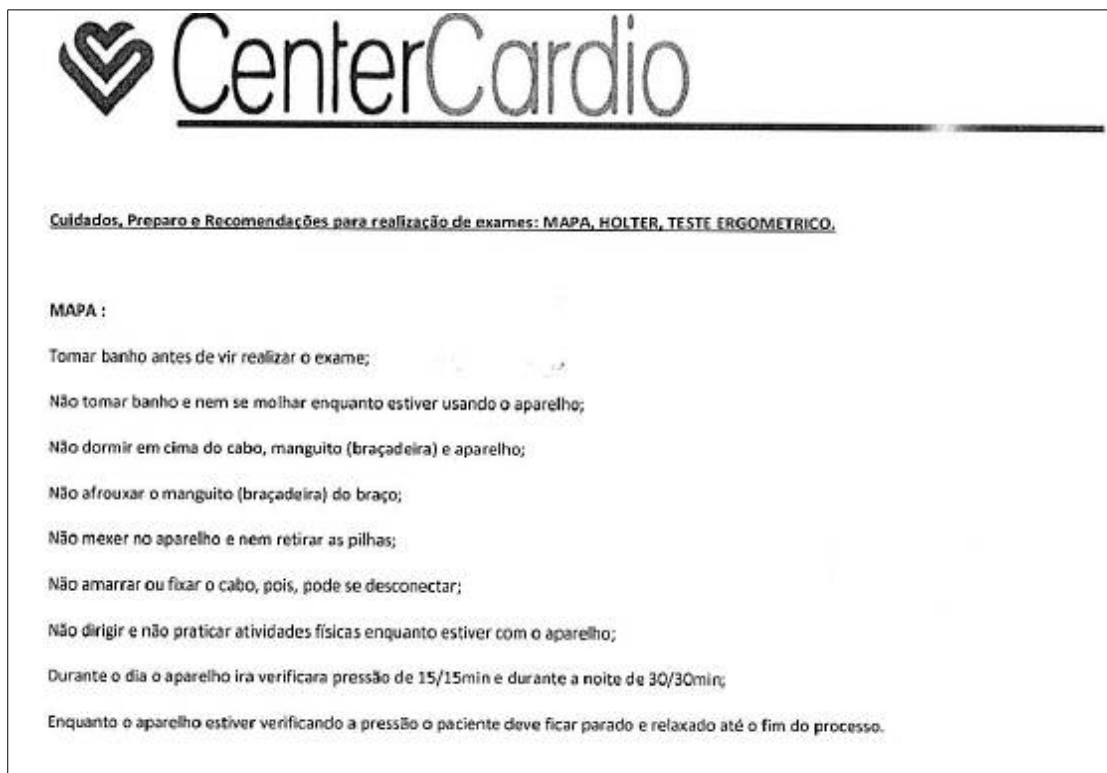 CenterCardio
Cuidados, Preparo e Recomendações para realização de exames: MAPA, HOLTER, TESTE ERGOMETRICO.
MAPA :
Tomar banho antes de vir realizar o exame;
Não tomar banho e nem se molhar enquanto estiver usando o aparelho;
Não dormir em cima do cabo, manguito (braçadeira) e aparelho;
Não afrouxar o manguito (braçadeira) do braço;
Não mexer no aparelho e nem retirar as pilhas;
Não amarrar ou fixar o cabo, pois, pode se desconectar;
Não dirigir e não praticar atividades físicas enquanto estiver com o aparelho;
Durante o dia o aparelho ira verificara pressão de 15/15min e durante a noite de 30/30min;
Enquanto o aparelho estiver verificando a pressão o paciente deve ficar parado e relaxado até o fim do processo.